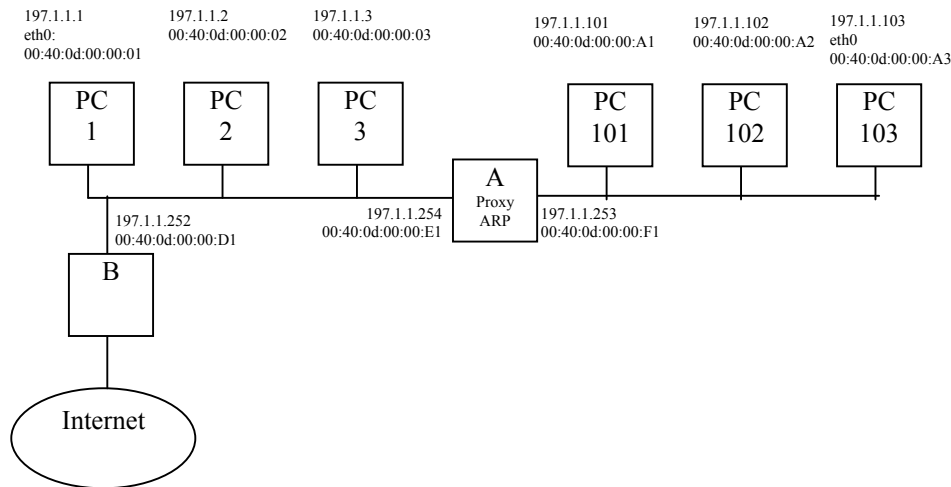 197.1.1.1
eth0:
00:40:0d:00:00:01
197.1.1.2
00:40:0d:00:00:02
197.1.1.3
00:40:0d:00:00:03
197.1.1.101
00:40:0d:00:00:A1
197.1.1.102
00:40:0d:00:00:A2
197.1.1.103
eth0
00:40:0d:00:00:A3
PC
1
PC
2
PC
3
PC
101
PC
102
PC
103
A
Proxy
ARP
197.1.1.252
00:40:0d:00:00:D1
197.1.1.254
00:40:0d:00:00:E1
197.1.1.253
00:40:0d:00:00:F1
B
Internet